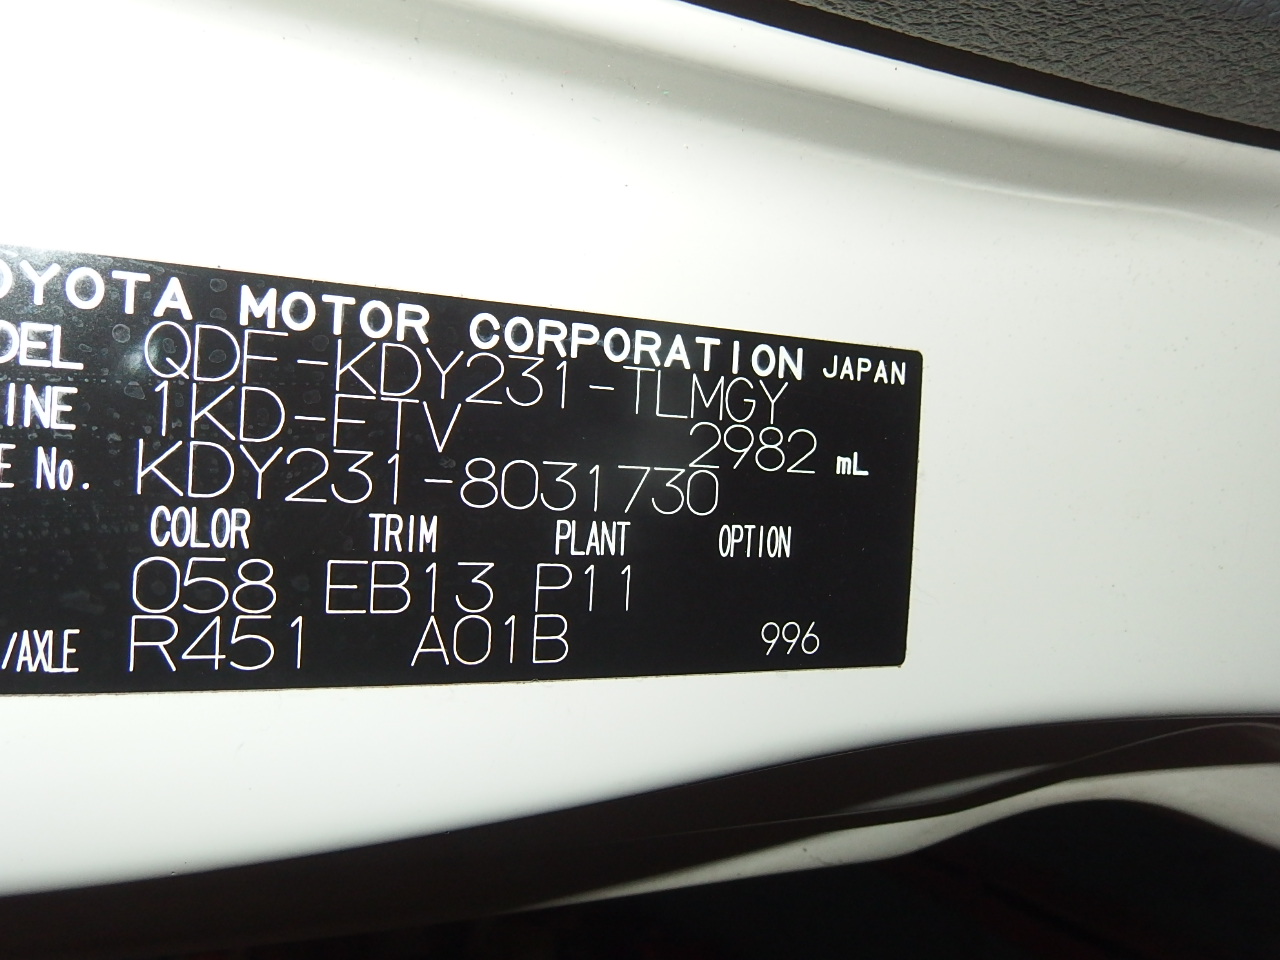 OYOTA MOTOR CORPORATION JAPAN
ODEL QDF-KDY231-TLMGY
INE 1KD-FTV 2982 mL
E No. KDY231-8031730
COLOR TRIM PLANT OPTION
058 EB13 P11
/AXLE R451 A01B 996